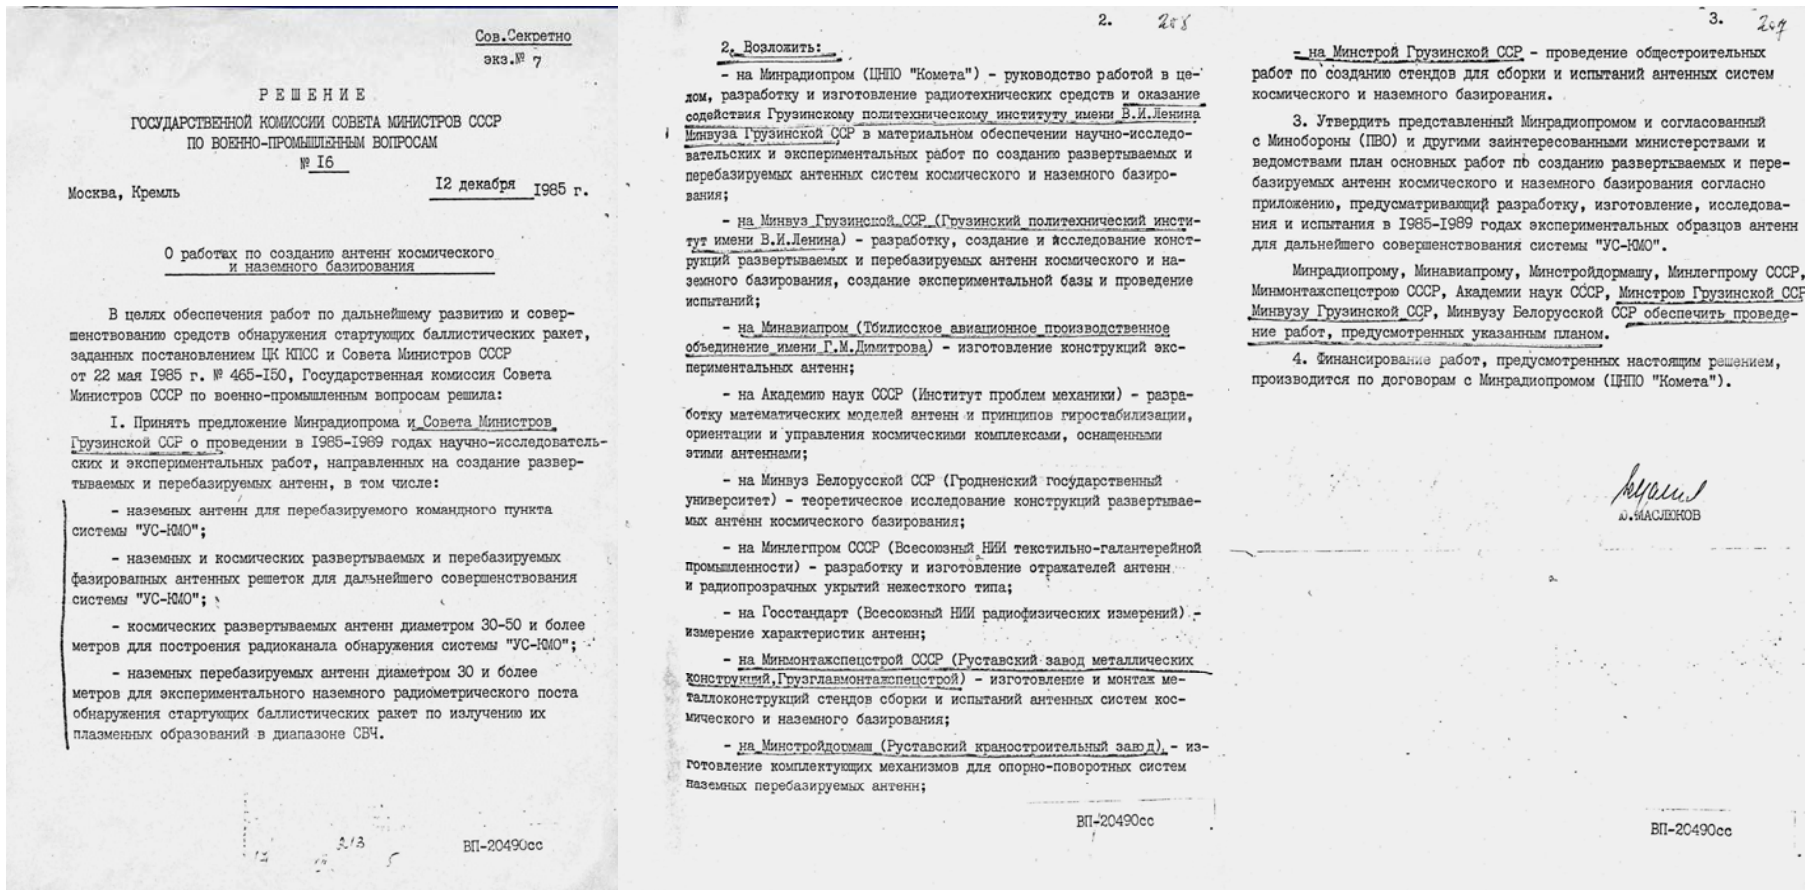 Сов.Секретно
экз.№ 7
РЕШЕНИЕ
ГОСУДАРСТВЕННОЙ КОМИССИИ СОВЕТА МИНИСТРОВ СССР
ПО ВОЕННО-ПРОМЫШЛЕННЫМ ВОПРОСАМ
№ 16
Москва, Кремль 12 декабря 1985 г.
О работах по созданию антенн космического
и наземного базирования
В целях обеспечения работ по дальнейшему развитию и совер-
шенствованию средств обнаружения стартующих баллистических ракет,
заданных постановлением ЦК КПСС и Совета Министров СССР
от 22 мая 1985 г. № 465-150, Государственная комиссия Совета
Министров СССР по военно-промышленным вопросам решила:
1. Принять предложение Минрадиопрома и Совета Министров
Грузинской ССР о проведении в 1985-1989 годах научно-исследователь-
ских и экспериментальных работ, направленных на создание развер-
тываемых и перебазируемых антенн, в том числе:
- наземных антенн для перебазируемого командного пункта
системы "УС-КМО";
- наземных и космических развертываемых и перебазируемых
фазированных антенных решеток для дальнейшего совершенствования
системы "УС-КМО";
- космических развертываемых антенн диаметром 30-50 и более
метров для построения радиоканала обнаружения системы "УС-КМО";
- наземных перебазируемых антенн диаметром 30 и более
метров для экспериментального наземного радиометрического поста
обнаружения стартующих баллистических ракет по излучению их
плазменных образований в диапазоне СВЧ.
213
5
ВП-20490сс
2. 208
2. Возложить:
- на Минрадиопром (ЦНПО "Комета") - руководство работой в це-
лом, разработку и изготовление радиотехнических средств и оказание
содействия Грузинскому политехническому институту имени В.И.Ленина
Минвуза Грузинской ССР в материальном обеспечении научно-исследо-
вательских и экспериментальных работ по созданию развертываемых и
перебазируемых антенных систем космического и наземного базиро-
вания;
- на Минвуз Грузинской ССР (Грузинский политехнический инсти-
тут имени В.И.Ленина) - разработку, создание и исследование конст-
рукций развертываемых и перебазируемых антенн космического и на-
земного базирования, создание экспериментальной базы и проведение
испытаний;
- на Минавиапром (Тбилисское авиационное производственное
объединение имени Г.М.Димитрова) - изготовление конструкций экс-
периментальных антенн;
- на Академию наук СССР (Институт проблем механики) - разра-
ботку математических моделей антенн и принципов гиростабилизации,
ориентации и управления космическими комплексами, оснащенными
этими антеннами;
- на Минвуз Белорусской ССР (Гродненский государственный
университет) - теоретическое исследование конструкций развертывае-
мых антенн космического базирования;
- на Минлегпром СССР (Всесоюзный НИИ текстильно-галантерейной
промышленности) - разработку и изготовление отражателей антенн
и радиопрозрачных укрытий нежесткого типа;
- на Госстандарт (Всесоюзный НИИ радиофизических измерений) -
измерение характеристик антенн;
- на Минмонтажспецстрой СССР (Руставский завод металлических
конструкций,Грузглавмонтажспецстрой) - изготовление и монтаж ме-
таллоконструкций стендов сборки и испытаний антенных систем кос-
мического и наземного базирования;
- на Минстройдормаш (Руставский краностроительный завод), - из-
готовление комплектующих механизмов для опорно-поворотных систем
наземных перебазируемых антенн;
ВП-20490сс
3. 207
- на Минстрой Грузинской ССР - проведение общестроительных
работ по созданию стендов для сборки и испытаний антенных систем
космического и наземного базирования.
3. Утвердить представленный Минрадиопромом и согласованный
с Минобороны (ПВО) и другими заинтересованными министерствами и
ведомствами план основных работ по созданию развертываемых и пере-
базируемых антенн космического и наземного базирования согласно
приложению, предусматривающий разработку, изготовление, исследова-
ния и испытания в 1985-1989 годах экспериментальных образцов антенн
для дальнейшего совершенствования системы "УС-КМО".
Минрадиопрому, Минавиапрому, Минстройдормашу, Минлегпрому СССР,
Минмонтажспецстрою СССР, Академии наук СССР, Минстрою Грузинской ССР
Минвузу Грузинской ССР, Минвузу Белорусской ССР обеспечить проведе-
ние работ, предусмотренных указанным планом.
4. Финансирование работ, предусмотренных настоящим решением,
производится по договорам с Минрадиопромом (ЦНПО "Комета").
Ю.МАСЛЮКОВ
ВП-20490сс